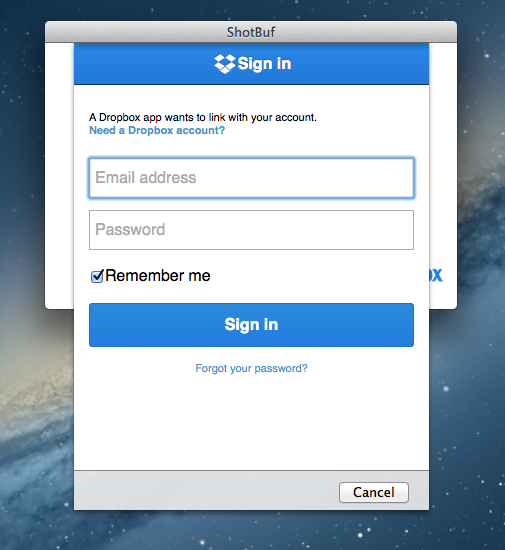 ShotBuf
Sign in
A Dropbox app wants to link with your account.
Need a Dropbox account?
Email address
Password
Remember me
Sign in
Forgot your password?
Cancel